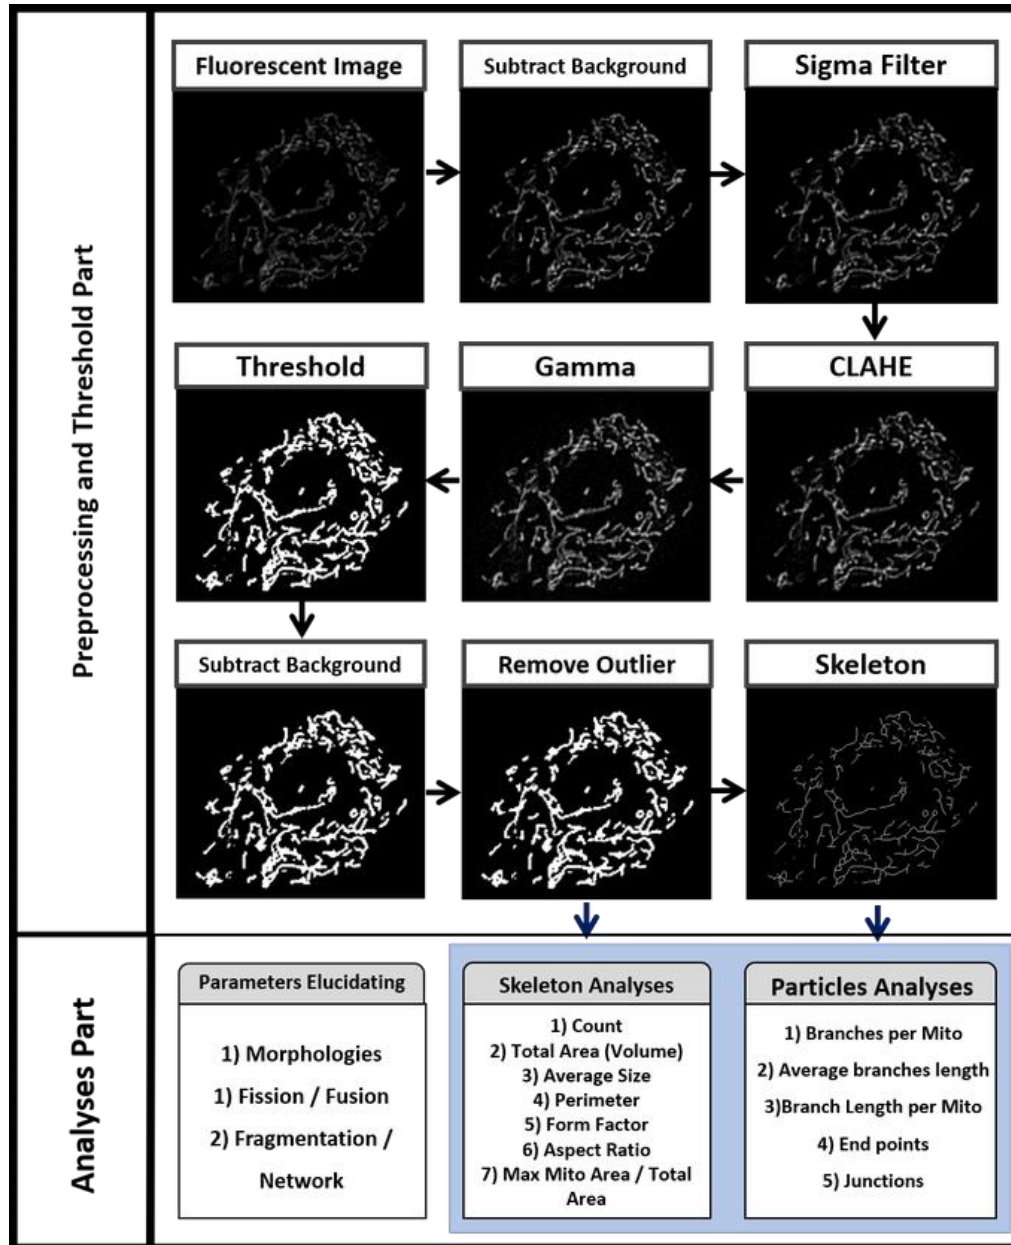 Preprocessing and Threshold Part
Fluorescent Image
Subtract Background
Sigma Filter
Threshold
Gamma
CLAHE
Subtract Background
Remove Outlier
Skeleton
Analyses Part
Parameters Elucidating
1) Morphologies
1) Fission / Fusion
2) Fragmentation /
Network
Skeleton Analyses
1) Count
2) Total Area (Volume)
3) Average Size
4) Perimeter
5) Form Factor
6) Aspect Ratio
7) Max Mito Area / Total
Area
Particles Analyses
1) Branches per Mito
2) Average branches length
3)Branch Length per Mito
4) End points
5) Junctions